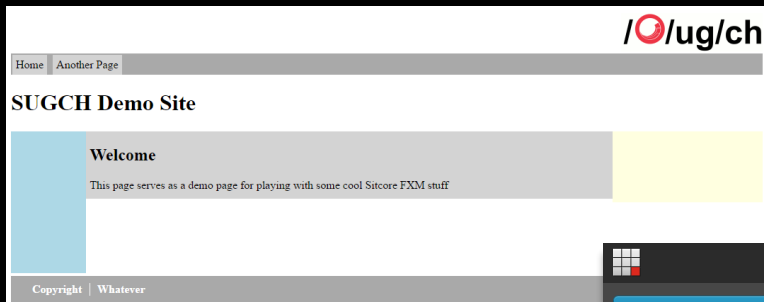 /O/ug/ch
Home Another Page
SUGCH Demo Site
Welcome
This page serves as a demo page for playing with some cool Sitcore FXM stuff
Copyright | Whatever